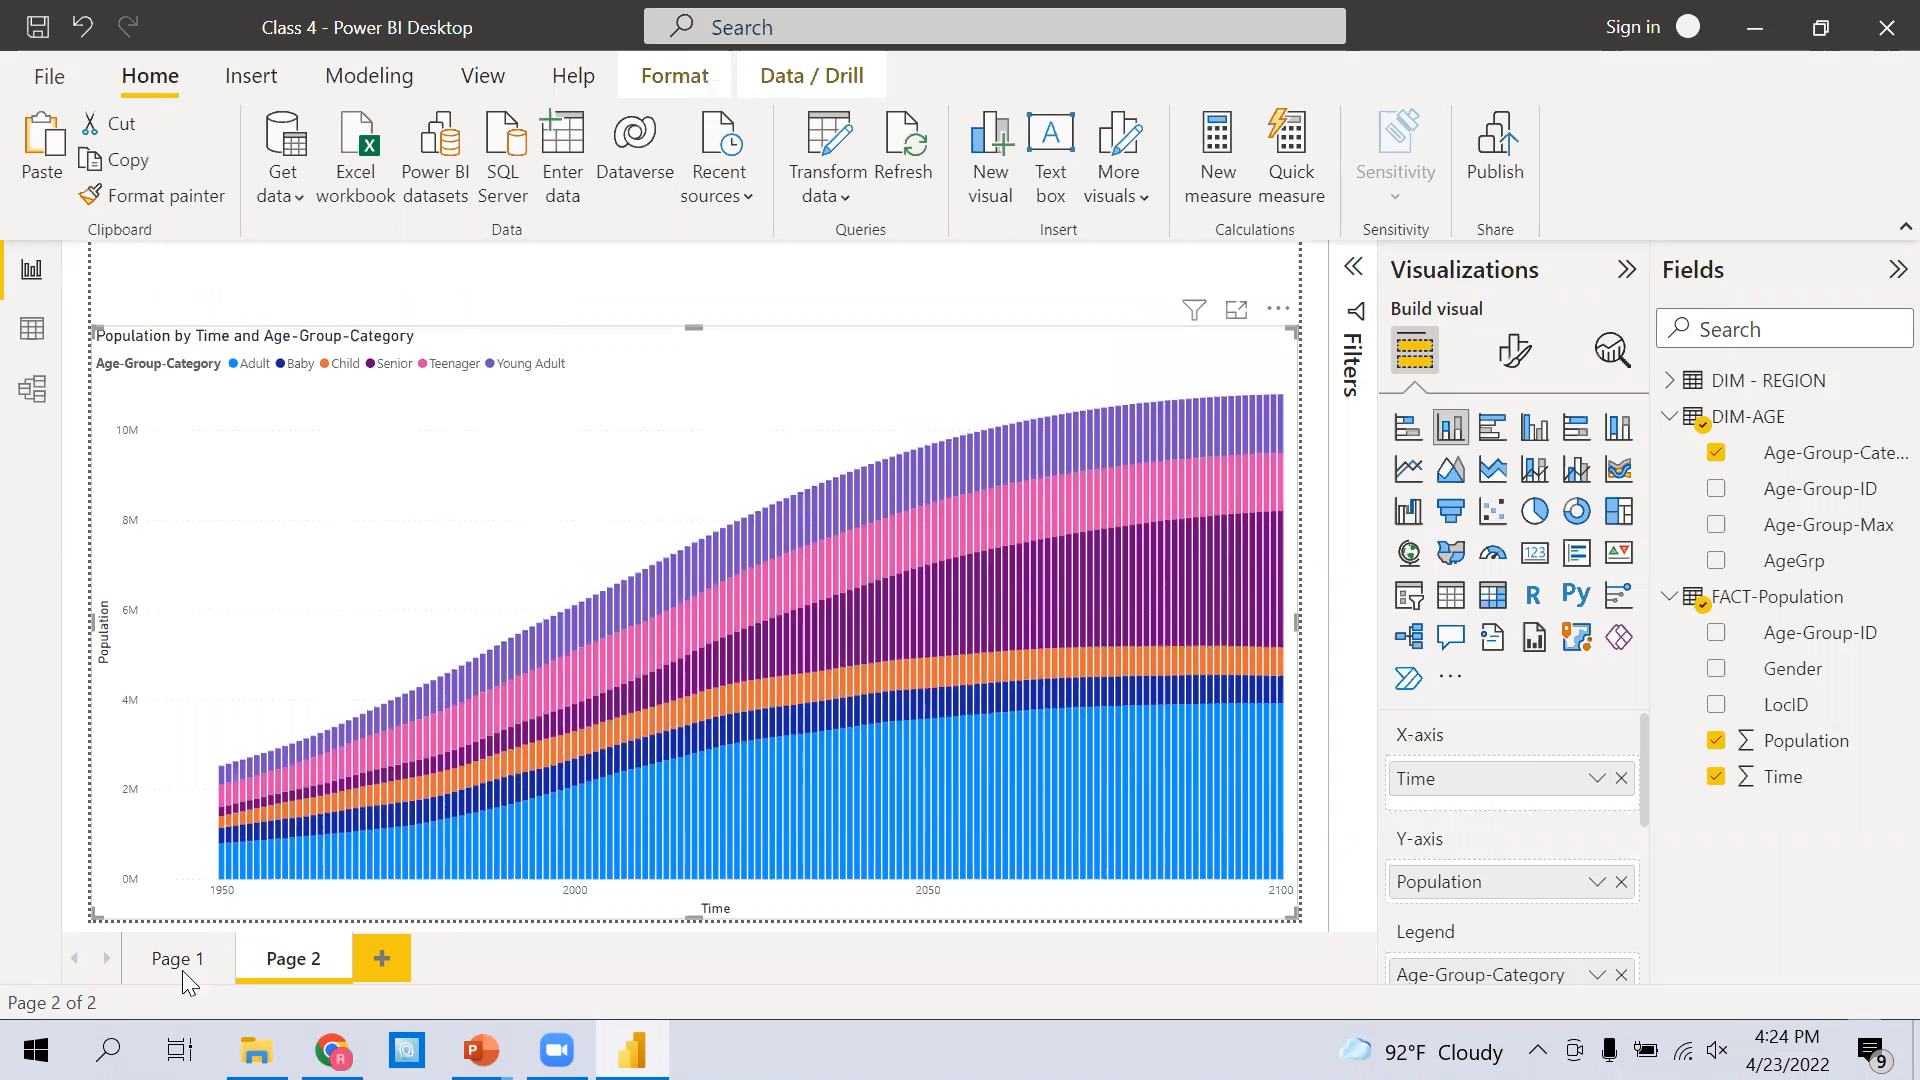 Class 4 - Power BI Desktop
Search
Sign in
File
Home
Insert
Modeling
View
Help
Format
Data / Drill
Paste
Cut
Copy
Format painter
Clipboard
Get data
Excel workbook
Power BI datasets
SQL Server
Enter data
Dataverse
Recent sources
Data
Transform data
Refresh
Queries
New visual
Text box
More visuals
Insert
New measure
Quick measure
Calculations
Sensitivity
Sensitivity
Publish
Share
Population by Time and Age-Group-Category
Age-Group-Category Adult Baby Child Senior Teenager Young Adult
10M
8M
6M
4M
2M
0M
Population
1950 2000 2050 2100
Time
Filters
Visualizations
Build visual
123
R
Py
X-axis
Time
Y-axis
Population
Legend
Age-Group-Category
Fields
Search
DIM - REGION
DIM-AGE
Age-Group-Cate...
Age-Group-ID
Age-Group-Max
AgeGrp
FACT-Population
Age-Group-ID
Gender
LocID
Population
Time
Page 1
Page 2
Page 2 of 2
92°F Cloudy
4:24 PM
4/23/2022
9